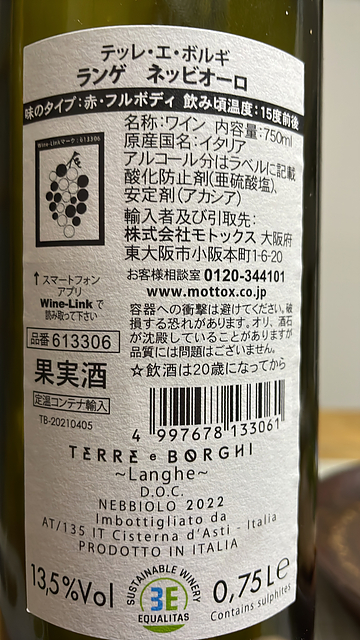 テッレ・エ・ボルギ
ランゲ ネッビオーロ
味のタイプ:赤・フルボディ 飲み頃温度:15度前後
Wine-Linkマーク:613306
名称:ワイン 内容量:750ml
原産国名:イタリア
アルコール分はラベルに記載
酸化防止剤(亜硫酸塩)、
安定剤(アカシア)
輸入者及び引取先:
株式会社モトックス 大阪府
東大阪市小阪本町1-6-20
お客様相談室 0120-344101
www.mottox.co.jp
↑スマートフォン
アプリ
Wine-Link で
読み取って下さい
容器への衝撃は避けてください。破
損する恐れがあります。オリ、酒石
が沈殿していることがありますが
品質には問題はございません。
☆飲酒は20歳になってから
品番 613306
果実酒
定温コンテナ輸入
TB-20210405
4 997678 133061
TERRE e BORGHI
~Langhe~
D.O.C.
NEBBIOLO 2022
Imbottigliato da
AT/135 IT Cisterna d'Asti - Italia
PRODOTTO IN ITALIA
13,5%Vol
SUSTAINABLE WINERY
3E
EQUALITAS
0,75L e
Contains sulphites